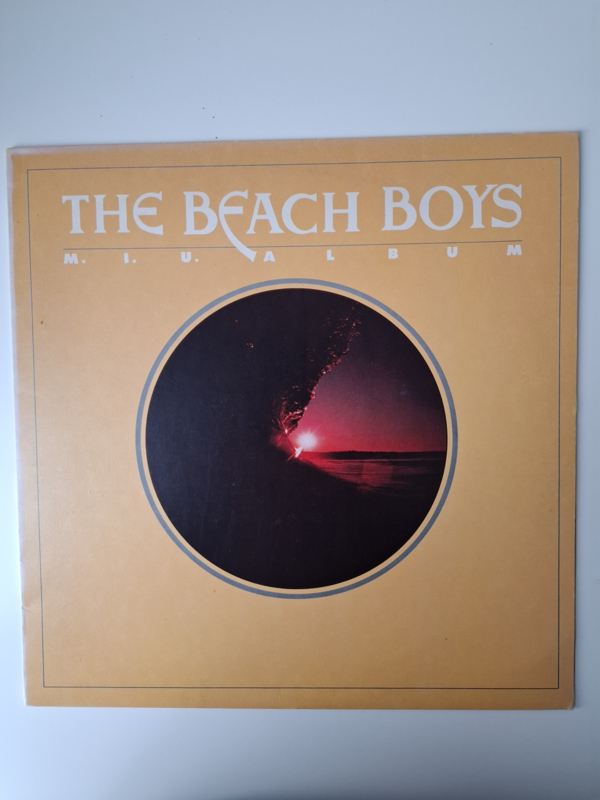 THE BEACH BOYS
M. I. U. ALBUM